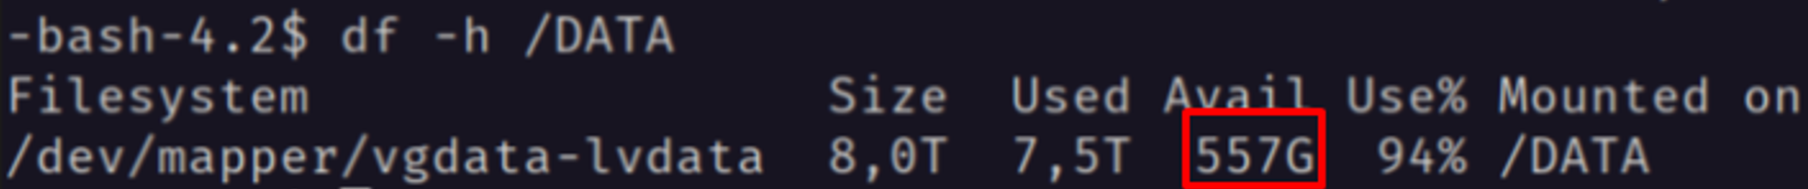 -bash-4.2$ df -h /DATA
Filesystem Size Used Avail Use% Mounted on
/dev/mapper/vgdata-lvdata 8,0T 7,5T 557G 94% /DATA